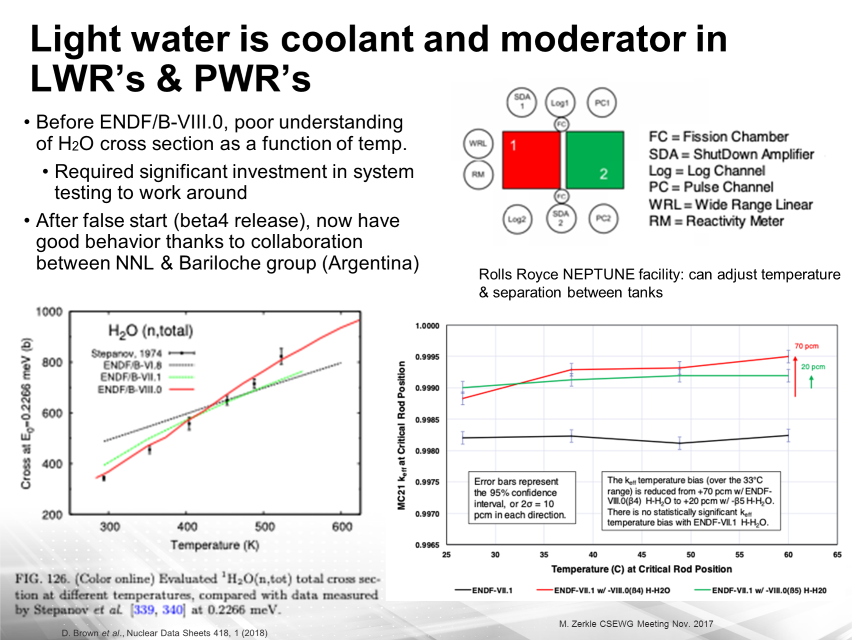 Light water is coolant and moderator in
LWR's & PWR's
• Before ENDF/B-VIII.0, poor understanding
of H2O cross section as a function of temp.
• Required significant investment in system
testing to work around
• After false start (beta4 release), now have
good behavior thanks to collaboration
between NNL & Bariloche group (Argentina)
SDA
1
Log1
PC1
FC
WRL
RM
1
2
FC
Log2
SDA
2
PC2
FC = Fission Chamber
SDA = ShutDown Amplifier
Log = Log Channel
PC = Pulse Channel
WRL = Wide Range Linear
RM = Reactivity Meter
Rolls Royce NEPTUNE facility: can adjust temperature
& separation between tanks
H2O (n,total)
Stepanov, 1974
ENDF/B-VI.8
ENDF/B-VII.1
ENDF/B-VIII.0
Cross at E0=0.2266 meV (b)
1000
800
600
400
200
300
400
500
600
Temperature (K)
FIG. 126. (Color online) Evaluated ¹H2O(n,tot) total cross sec-
tion at different temperatures, compared with data measured
by Stepanov et al. [339, 340] at 0.2266 meV.
D. Brown et al., Nuclear Data Sheets 418, 1 (2018)
MC21 keff at Critical Rod Position
1.0000
0.9995
0.9990
0.9985
0.9980
0.9975
0.9970
0.9965
70 pcm
20 pcm
Error bars represent
the 95% confidence
interval, or 2σ = 10
pcm in each direction.
The keff temperature bias (over the 33°C
range) is reduced from +70 pcm w/ ENDF-
VIII.0(β4) H-H2O to +20 pcm w/ -β5 H-H2O.
There is no statistically significant keff
temperature bias with ENDF-VII.1 H-H2O.
25
30
35
40
45
50
55
60
65
Temperature (C) at Critical Rod Position
ENDF-VII.1
ENDF-VII.1 w/ -VIII.0(β4) H-H2O
ENDF-VII.1 w/ -VIII.0(β5) H-H20
M. Zerkle CSEWG Meeting Nov. 2017